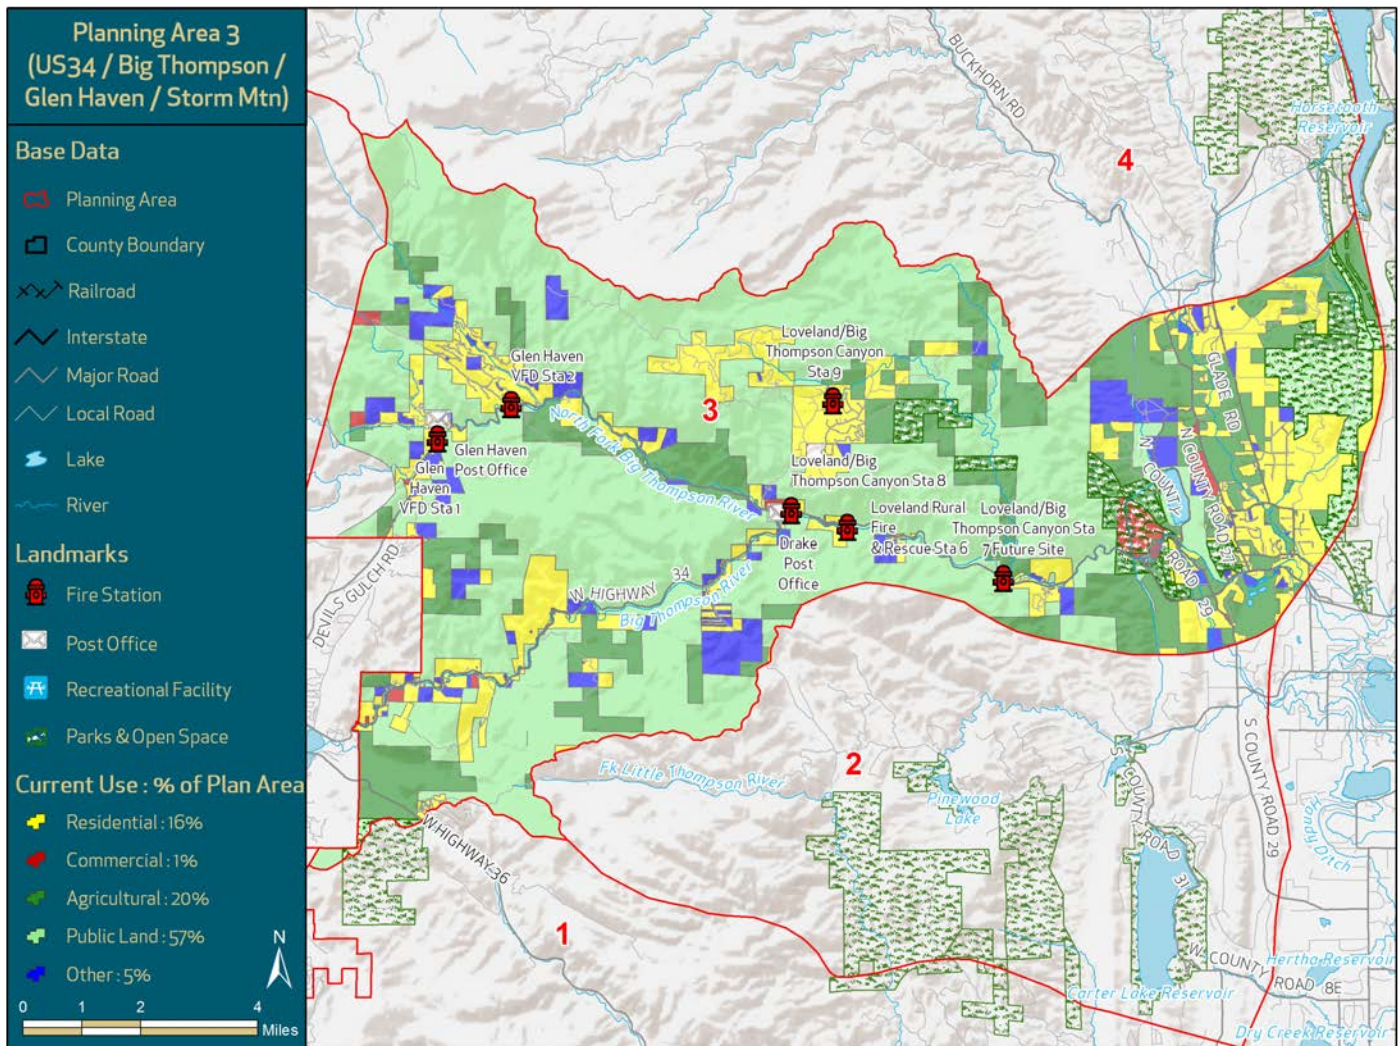 Planning Area 3
(US34 / Big Thompson /
Glen Haven / Storm Mtn)
Base Data
Planning Area
County Boundary
Railroad
Interstate
Major Road
Local Road
Lake
River
Landmarks
Fire Station
Post Office
Recreational Facility
Parks & Open Space
Current Use : % of Plan Area
Residential : 16%
Commercial : 1%
Agricultural : 20%
Public Land : 57%
Other : 5%
N
0 1 2 4
Miles
BUCKHORN RD
Horsetooth
Reservoir
4
Loveland/Big
Thompson Canyon
Sta 9
Glen Haven
VFD Sta 2
3
GLADE RD
North Fork Big Thompson River
Glen Haven
Post Office
Glen
Haven
VFD Sta 1
Loveland/Big
Thompson Canyon Sta 8
N COUNTY
ROAD 29
N COUNTY ROAD 27
Loveland Rural
Fire
& Rescue Sta 6
Loveland/Big
Thompson Canyon Sta
7 Future Site
Drake
Post
Office
DEVILS GULCH RD
W HIGHWAY 34
Big Thompson River
2
Fk Little Thompson River
Pinewood
Lake
S COUNTY ROAD 31
S COUNTY ROAD 29
Handy Ditch
W HIGHWAY 36
1
W COUNTY ROAD 8E
Hertha Reservoir
Carter Lake Reservoir
Dry Creek Reservoir